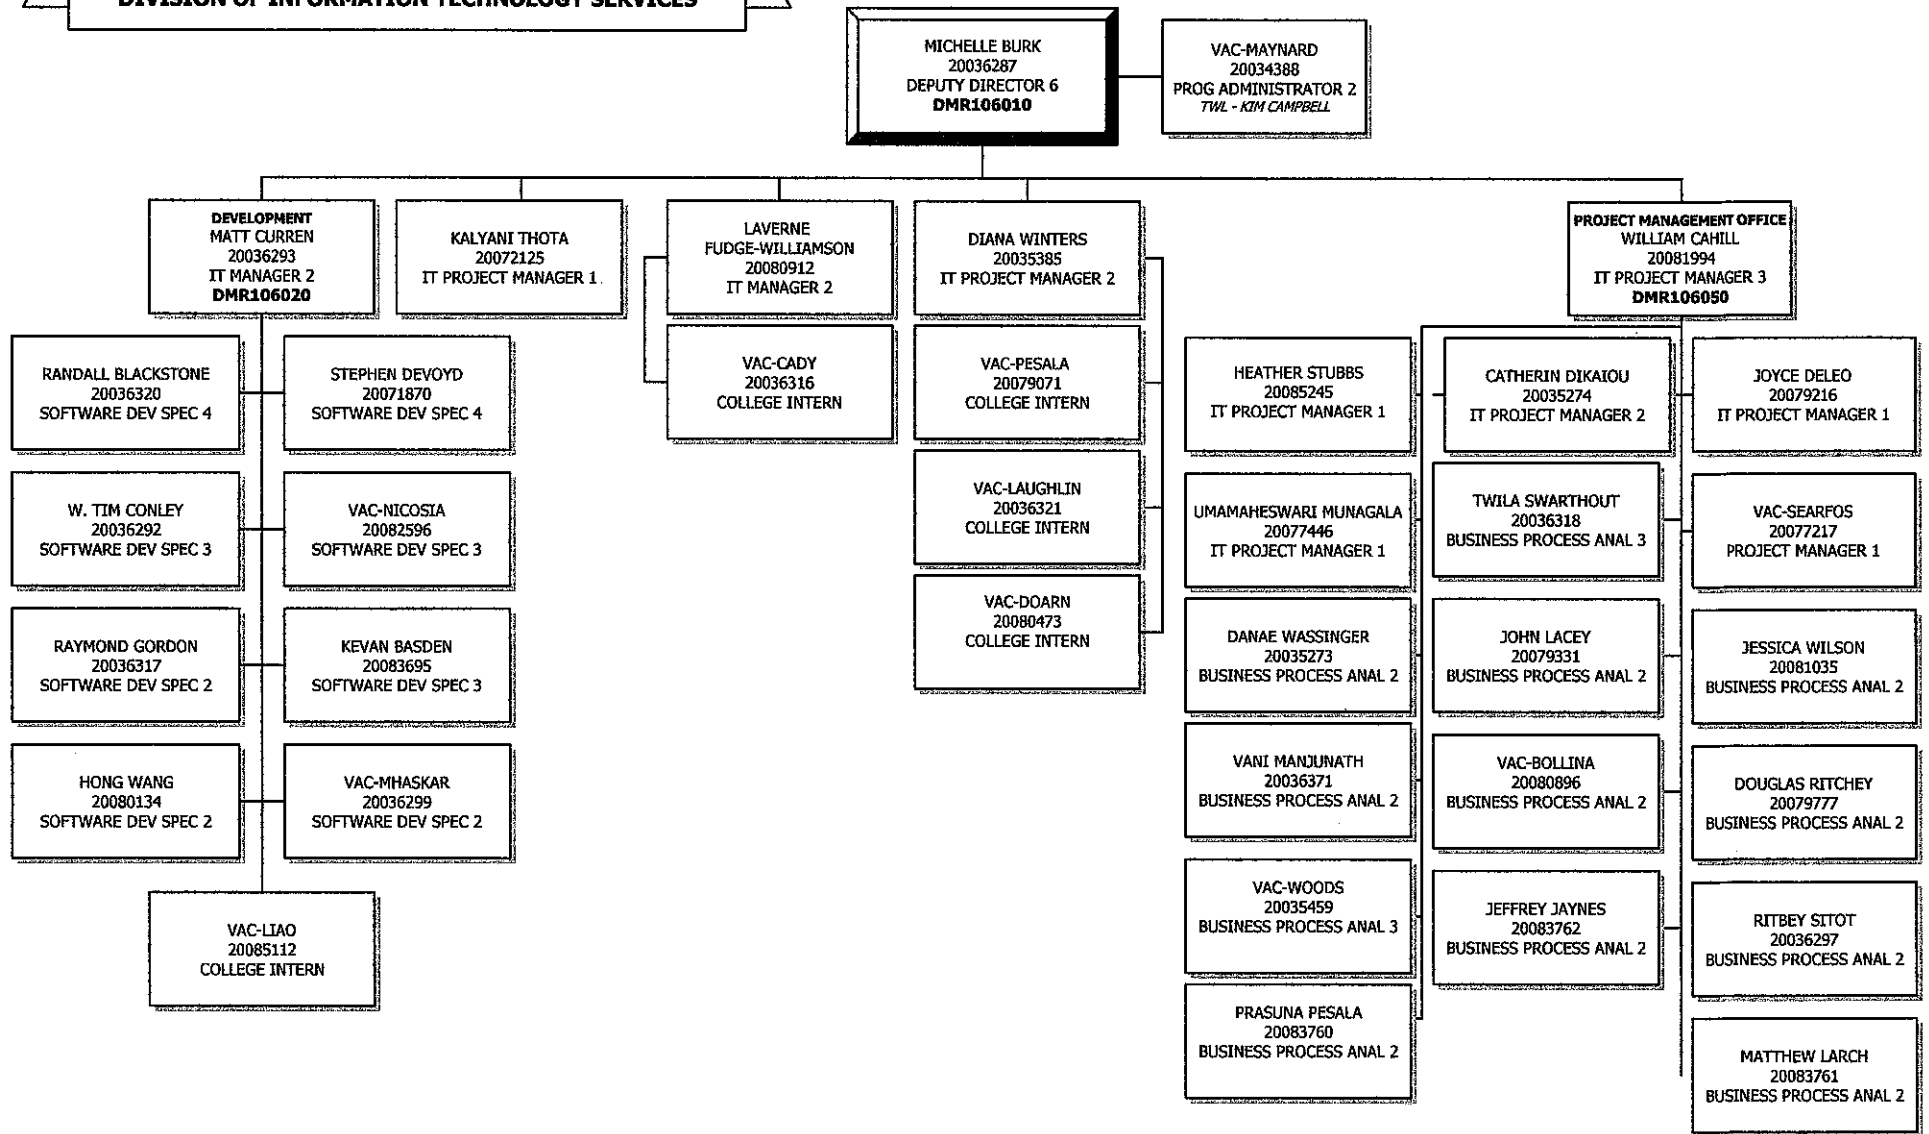 DIVISION OF INFORMATION TECHNOLOGY SERVICES
MICHELLE BURK
20036287
DEPUTY DIRECTOR 6
DMR106010
VAC-MAYNARD
20034388
PROG ADMINISTRATOR 2
TWL - KIM CAMPBELL
DEVELOPMENT
MATT CURREN
20036293
IT MANAGER 2
DMR106020
KALYANI THOTA
20072125
IT PROJECT MANAGER 1
LAVERNE
FUDGE-WILLIAMSON
20080912
IT MANAGER 2
DIANA WINTERS
20035385
IT PROJECT MANAGER 2
PROJECT MANAGEMENT OFFICE
WILLIAM CAHILL
20081994
IT PROJECT MANAGER 3
DMR106050
RANDALL BLACKSTONE
20036320
SOFTWARE DEV SPEC 4
STEPHEN DEVOYD
20071870
SOFTWARE DEV SPEC 4
W. TIM CONLEY
20036292
SOFTWARE DEV SPEC 3
VAC-NICOSIA
20082596
SOFTWARE DEV SPEC 3
RAYMOND GORDON
20036317
SOFTWARE DEV SPEC 2
KEVAN BASDEN
20083695
SOFTWARE DEV SPEC 3
HONG WANG
20080134
SOFTWARE DEV SPEC 2
VAC-MHASKAR
20036299
SOFTWARE DEV SPEC 2
VAC-LIAO
20085112
COLLEGE INTERN
VAC-CADY
20036316
COLLEGE INTERN
VAC-PESALA
20079071
COLLEGE INTERN
VAC-LAUGHLIN
20036321
COLLEGE INTERN
VAC-DOARN
20080473
COLLEGE INTERN
HEATHER STUBBS
20085245
IT PROJECT MANAGER 1
CATHERIN DIKAIOU
20035274
IT PROJECT MANAGER 2
JOYCE DELEO
20079216
IT PROJECT MANAGER 1
UMAMAHESWARI MUNAGALA
20077446
IT PROJECT MANAGER 1
TWILA SWARTHOUT
20036318
BUSINESS PROCESS ANAL 3
VAC-SEARFOS
20077217
PROJECT MANAGER 1
DANAE WASSINGER
20035273
BUSINESS PROCESS ANAL 2
JOHN LACEY
20079331
BUSINESS PROCESS ANAL 2
JESSICA WILSON
20081035
BUSINESS PROCESS ANAL 2
VANI MANJUNATH
20036371
BUSINESS PROCESS ANAL 2
VAC-BOLLINA
20080896
BUSINESS PROCESS ANAL 2
DOUGLAS RITCHEY
20079777
BUSINESS PROCESS ANAL 2
VAC-WOODS
20035459
BUSINESS PROCESS ANAL 3
JEFFREY JAYNES
20083762
BUSINESS PROCESS ANAL 2
RITBEY SITOT
20036297
BUSINESS PROCESS ANAL 2
PRASUNA PESALA
20083760
BUSINESS PROCESS ANAL 2
MATTHEW LARCH
20083761
BUSINESS PROCESS ANAL 2